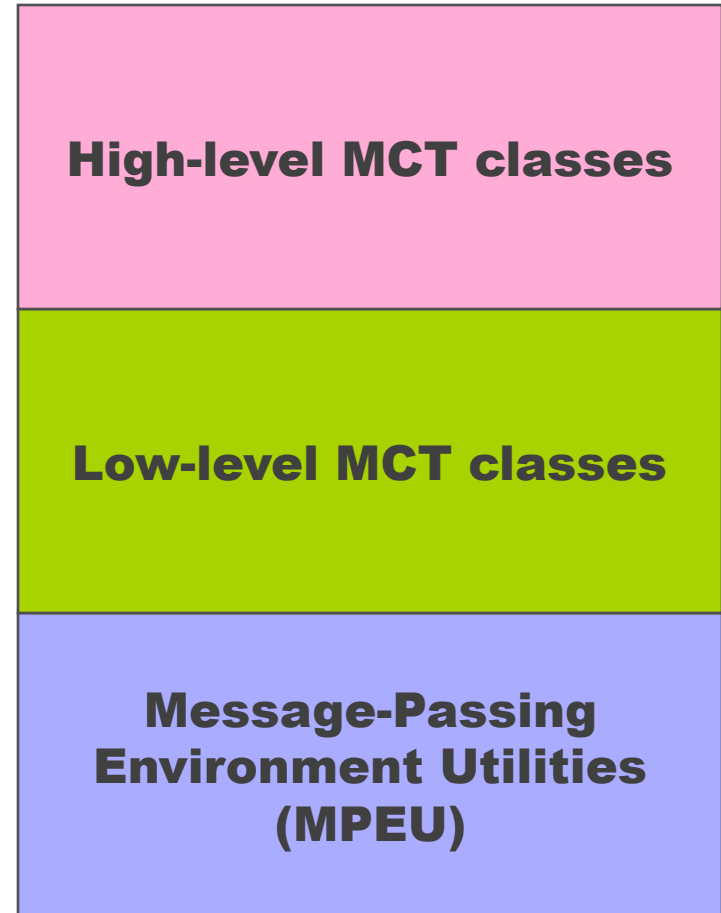 High-level MCT classes
Low-level MCT classes
Message-Passing
Environment Utilities
(MPEU)